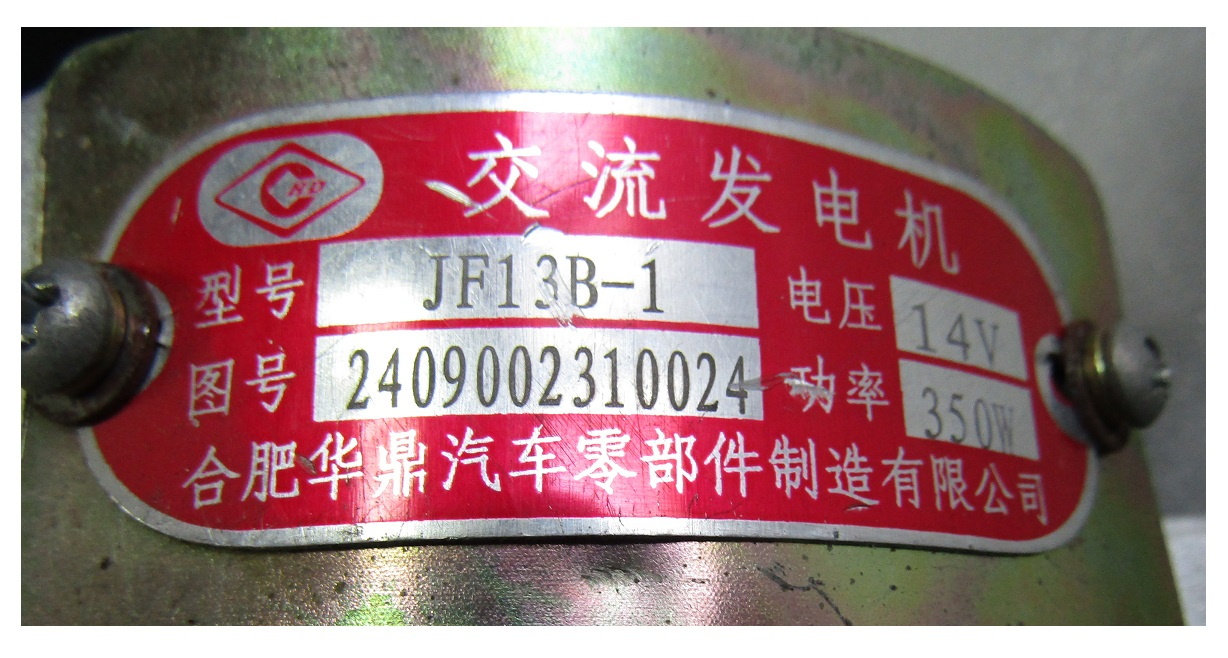 交流发电机
型号 JF13B-1 电压 14V
图号 2409002310024 功率 350W
合肥华鼎汽车零部件制造有限公司